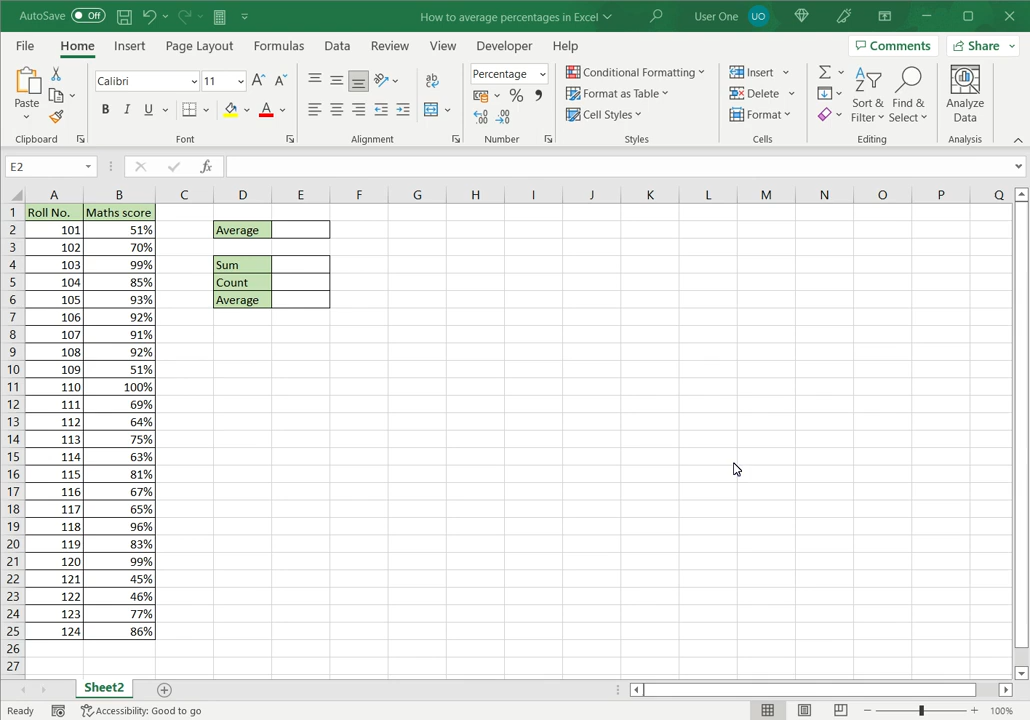 AutoSave Off How to average percentages in Excel User One UO
File Home Insert Page Layout Formulas Data Review View Developer Help Comments Share
Calibri 11 Percentage Conditional Formatting Insert
Paste Format as Table Delete Sort & Filter Find & Select Analyze Data
B I U A Cell Styles Format
Clipboard Font Alignment Number Styles Cells Editing Analysis
E2 fx
A B C D E F G H I J K L M N O P Q
1 Roll No. Maths score
2 101 51% Average
3 102 70%
4 103 99% Sum
5 104 85% Count
6 105 93% Average
7 106 92%
8 107 91%
9 108 92%
10 109 51%
11 110 100%
12 111 69%
13 112 64%
14 113 75%
15 114 63%
16 115 81%
17 116 67%
18 117 65%
19 118 96%
20 119 83%
21 120 99%
22 121 45%
23 122 46%
24 123 77%
25 124 86%
26
27
Sheet2
Ready Accessibility: Good to go 100%